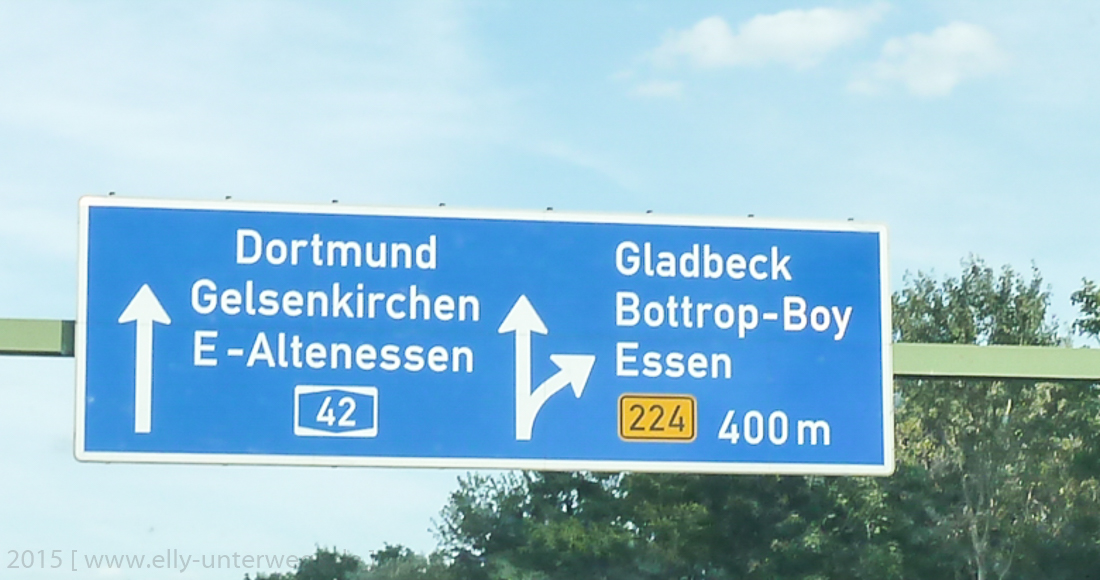 Dortmund
Gelsenkirchen
E-Altenessen
42
Gladbeck
Bottrop-Boy
Essen
224 400 m
2015 [ www.elly-unterwe